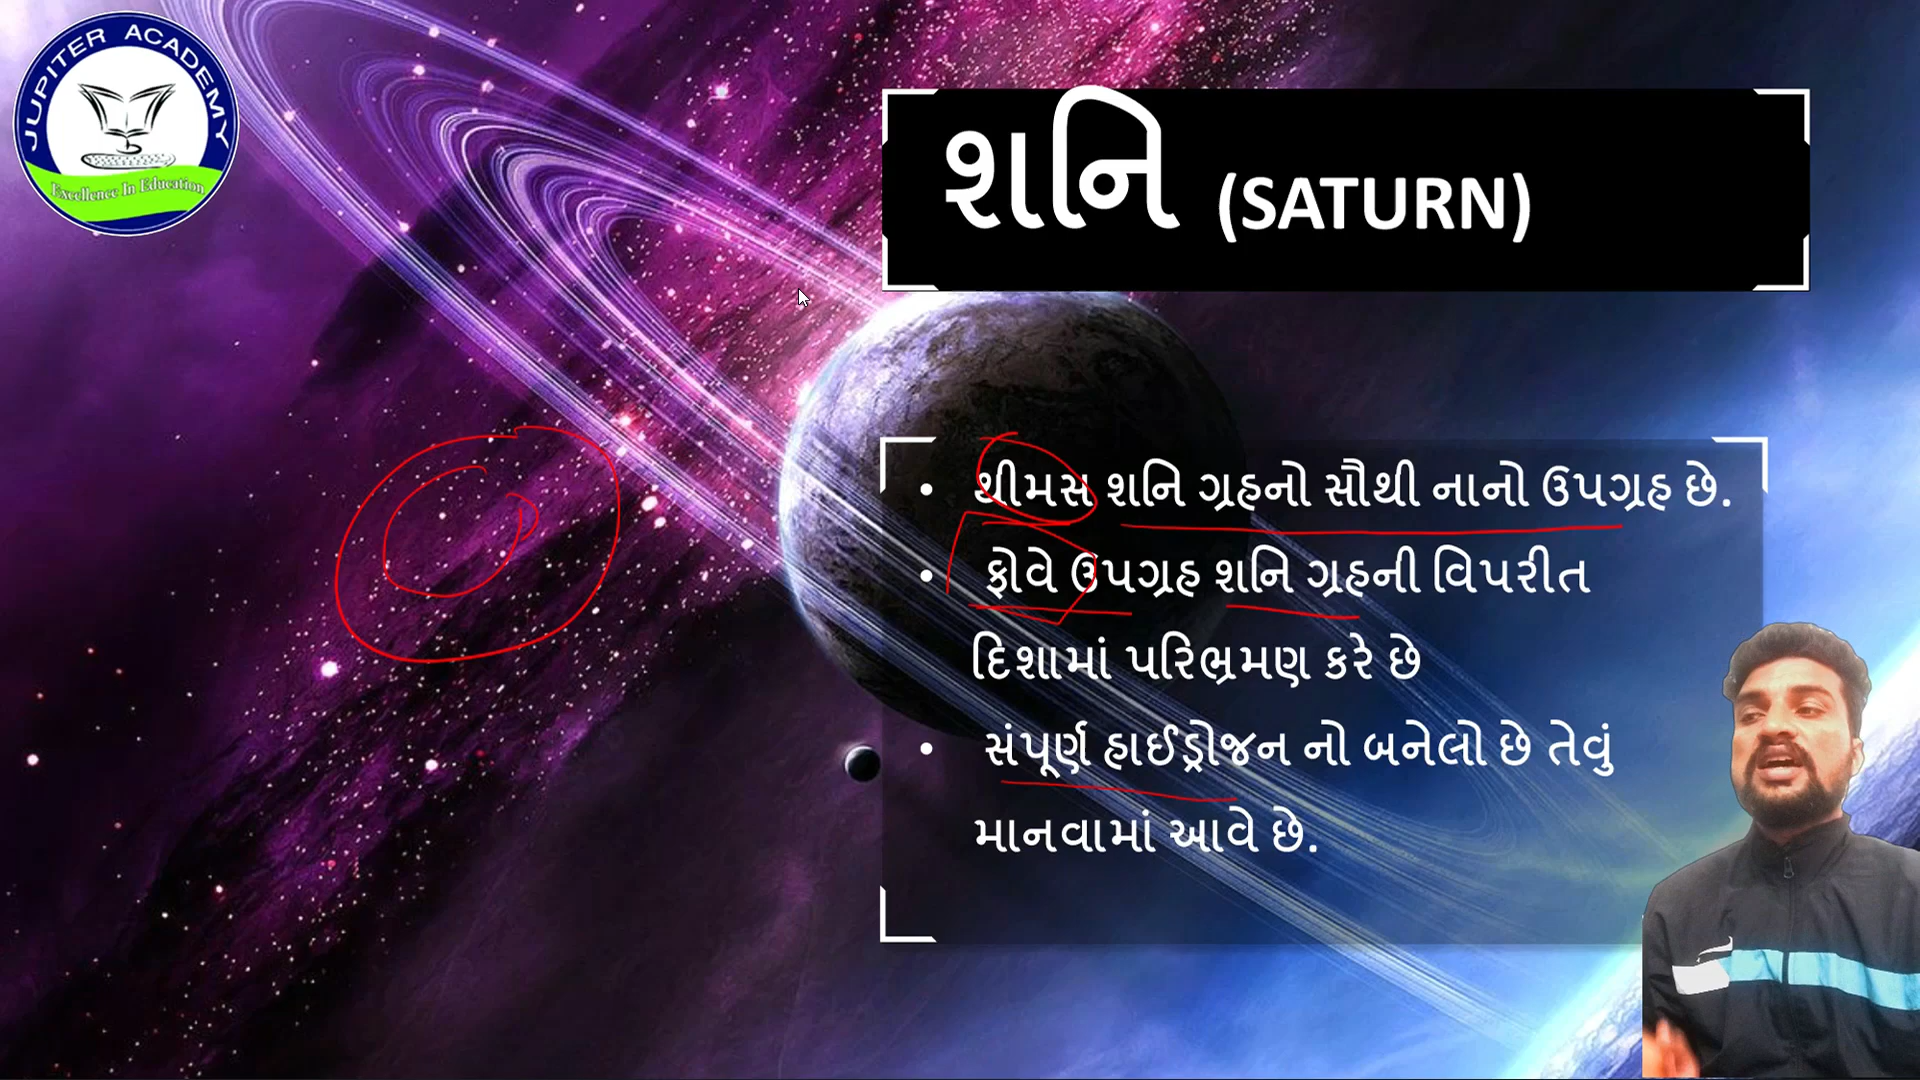 JUPITER ACADEMY
Excellence In Education
શનિ (SATURN)
• થીમસ શનિ ગ્રહનો સૌથી નાનો ઉપગ્રહ છે.
• ફોવે ઉપગ્રહ શનિ ગ્રહની વિપરીત
દિશામાં પરિભ્રમણ કરે છે
• સંપૂર્ણ હાઈડ્રોજન નો બનેલો છે તેવું
માનવામાં આવે છે.